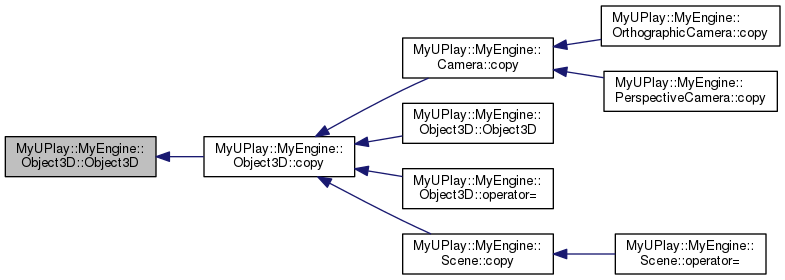 MyUPlay::MyEngine::
Object3D::Object3D
MyUPlay::MyEngine::
Object3D::copy
MyUPlay::MyEngine::
Camera::copy
MyUPlay::MyEngine::
OrthographicCamera::copy
MyUPlay::MyEngine::
PerspectiveCamera::copy
MyUPlay::MyEngine::
Object3D::Object3D
MyUPlay::MyEngine::
Object3D::operator=
MyUPlay::MyEngine::
Scene::copy
MyUPlay::MyEngine::
Scene::operator=